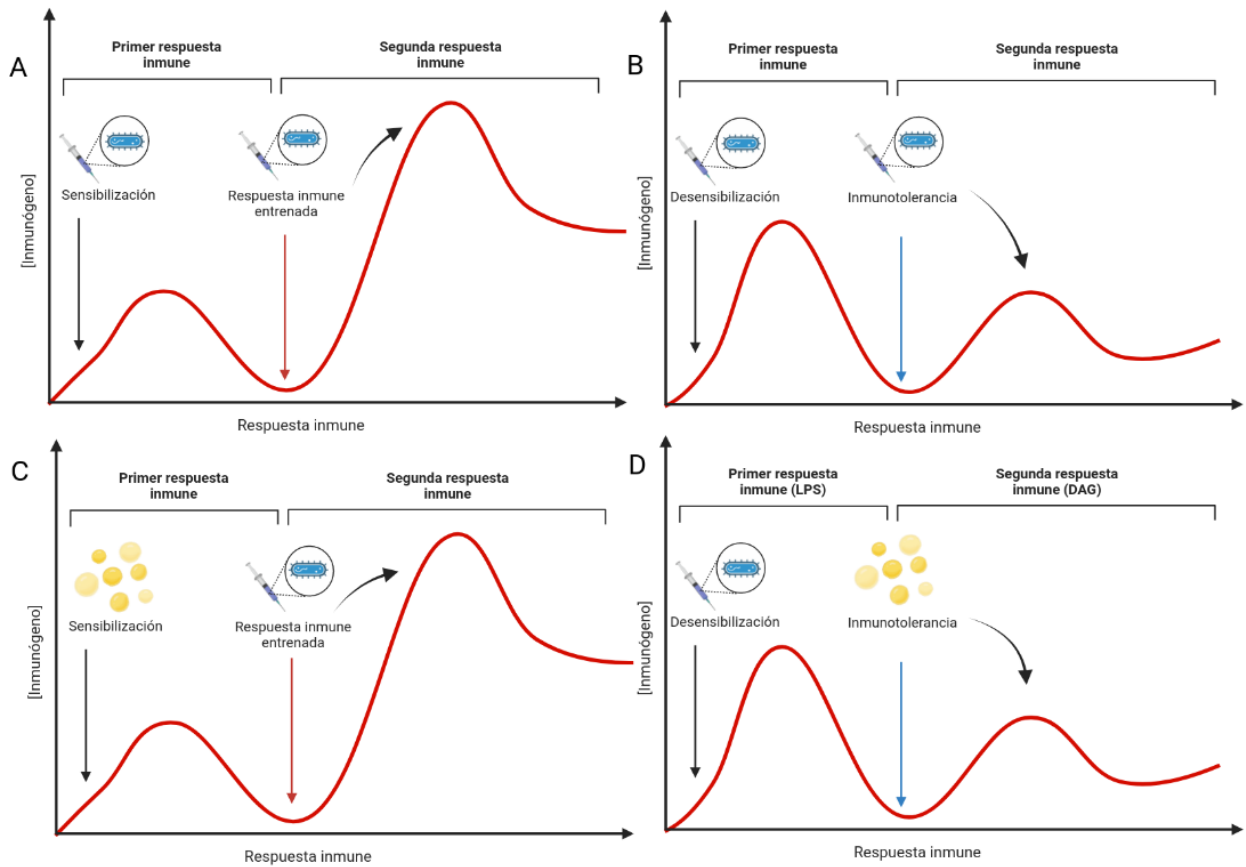 A
Primer respuesta
inmune
Segunda respuesta
inmune
Sensibilización
Respuesta inmune
entrenada
[Inmunógeno]
Respuesta inmune
B
Primer respuesta
inmune
Segunda respuesta
inmune
Desensibilización
Inmunotolerancia
[Inmunógeno]
Respuesta inmune
C
Primer respuesta
inmune
Segunda respuesta
inmune
Sensibilización
Respuesta inmune
entrenada
[Inmunógeno]
Respuesta inmune
D
Primer respuesta
inmune (LPS)
Segunda respuesta
inmune (DAG)
Desensibilización
Inmunotolerancia
[Inmunógeno]
Respuesta inmune